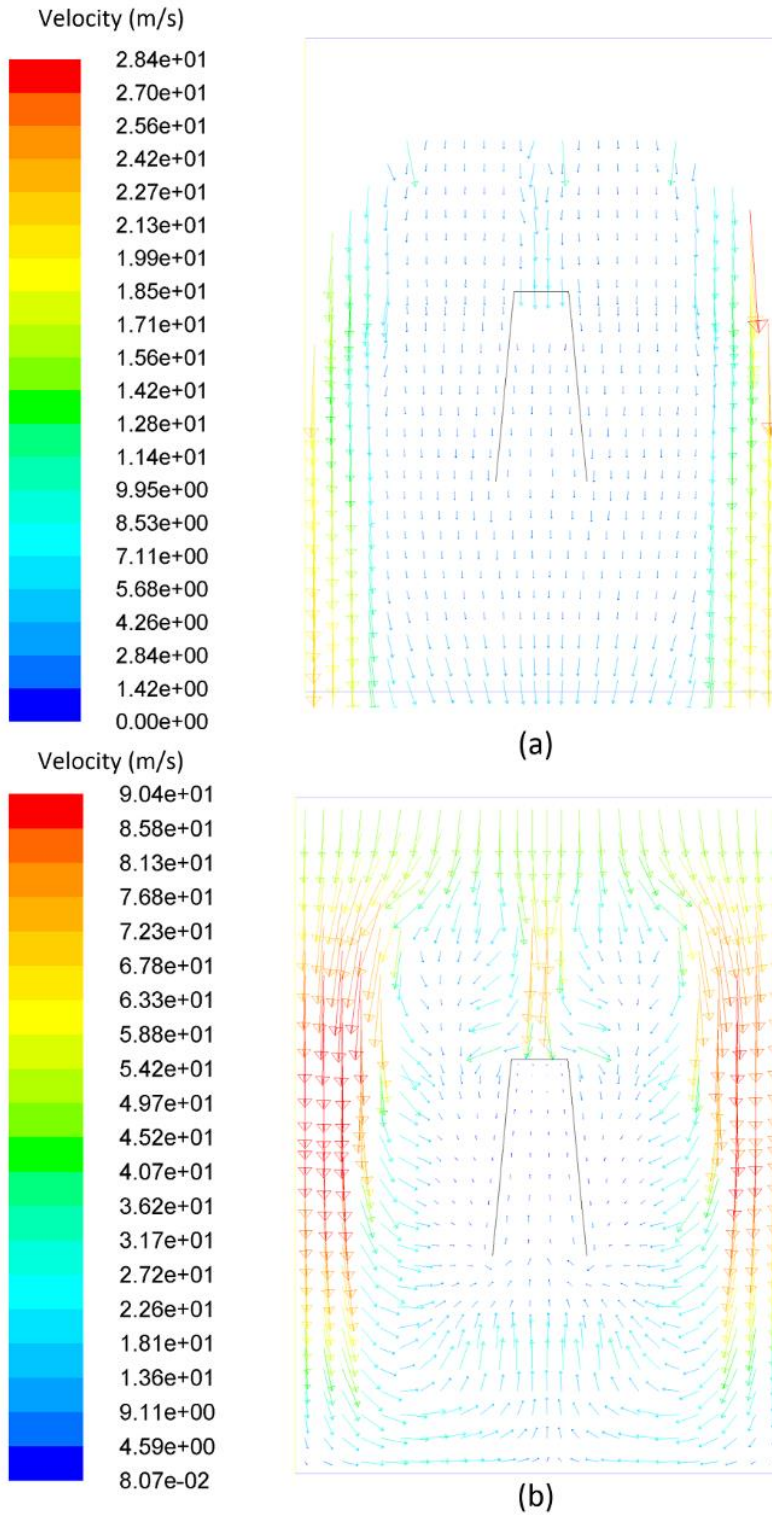 Velocity (m/s)
2.84e+01
2.70e+01
2.56e+01
2.42e+01
2.27e+01
2.13e+01
1.99e+01
1.85e+01
1.71e+01
1.56e+01
1.42e+01
1.28e+01
1.14e+01
9.95e+00
8.53e+00
7.11e+00
5.68e+00
4.26e+00
2.84e+00
1.42e+00
0.00e+00
(a)
Velocity (m/s)
9.04e+01
8.58e+01
8.13e+01
7.68e+01
7.23e+01
6.78e+01
6.33e+01
5.88e+01
5.42e+01
4.97e+01
4.52e+01
4.07e+01
3.62e+01
3.17e+01
2.72e+01
2.26e+01
1.81e+01
1.36e+01
9.11e+00
4.59e+00
8.07e-02
(b)